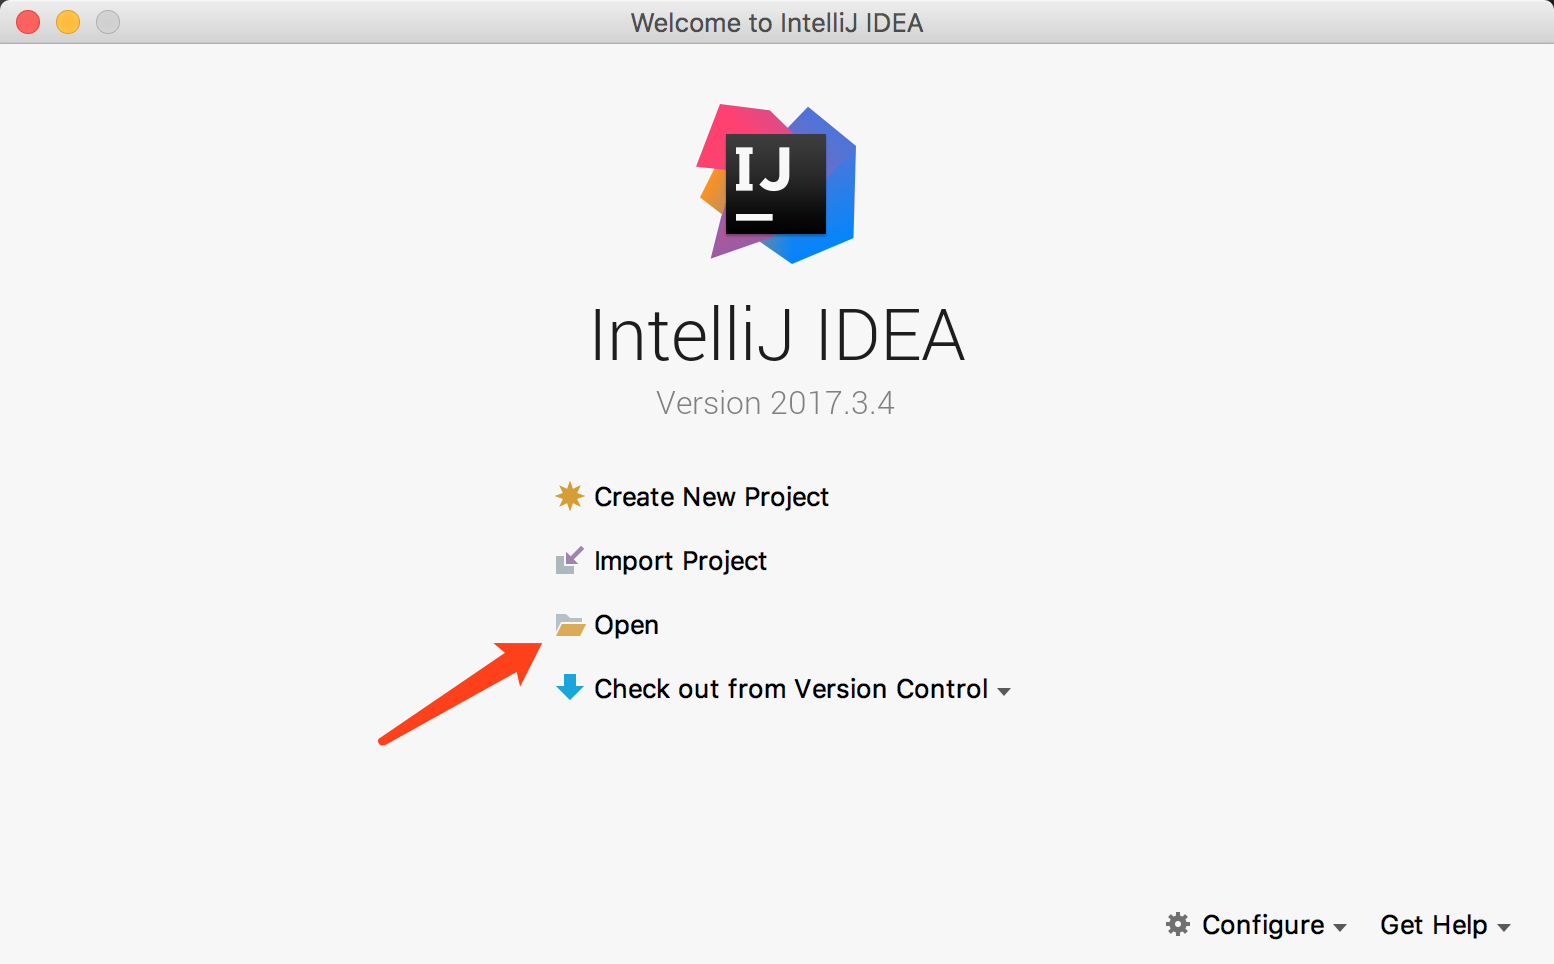 Welcome to IntelliJ IDEA
IJ
IntelliJ IDEA
Version 2017.3.4
Create New Project
Import Project
Open
Check out from Version Control
Configure
Get Help